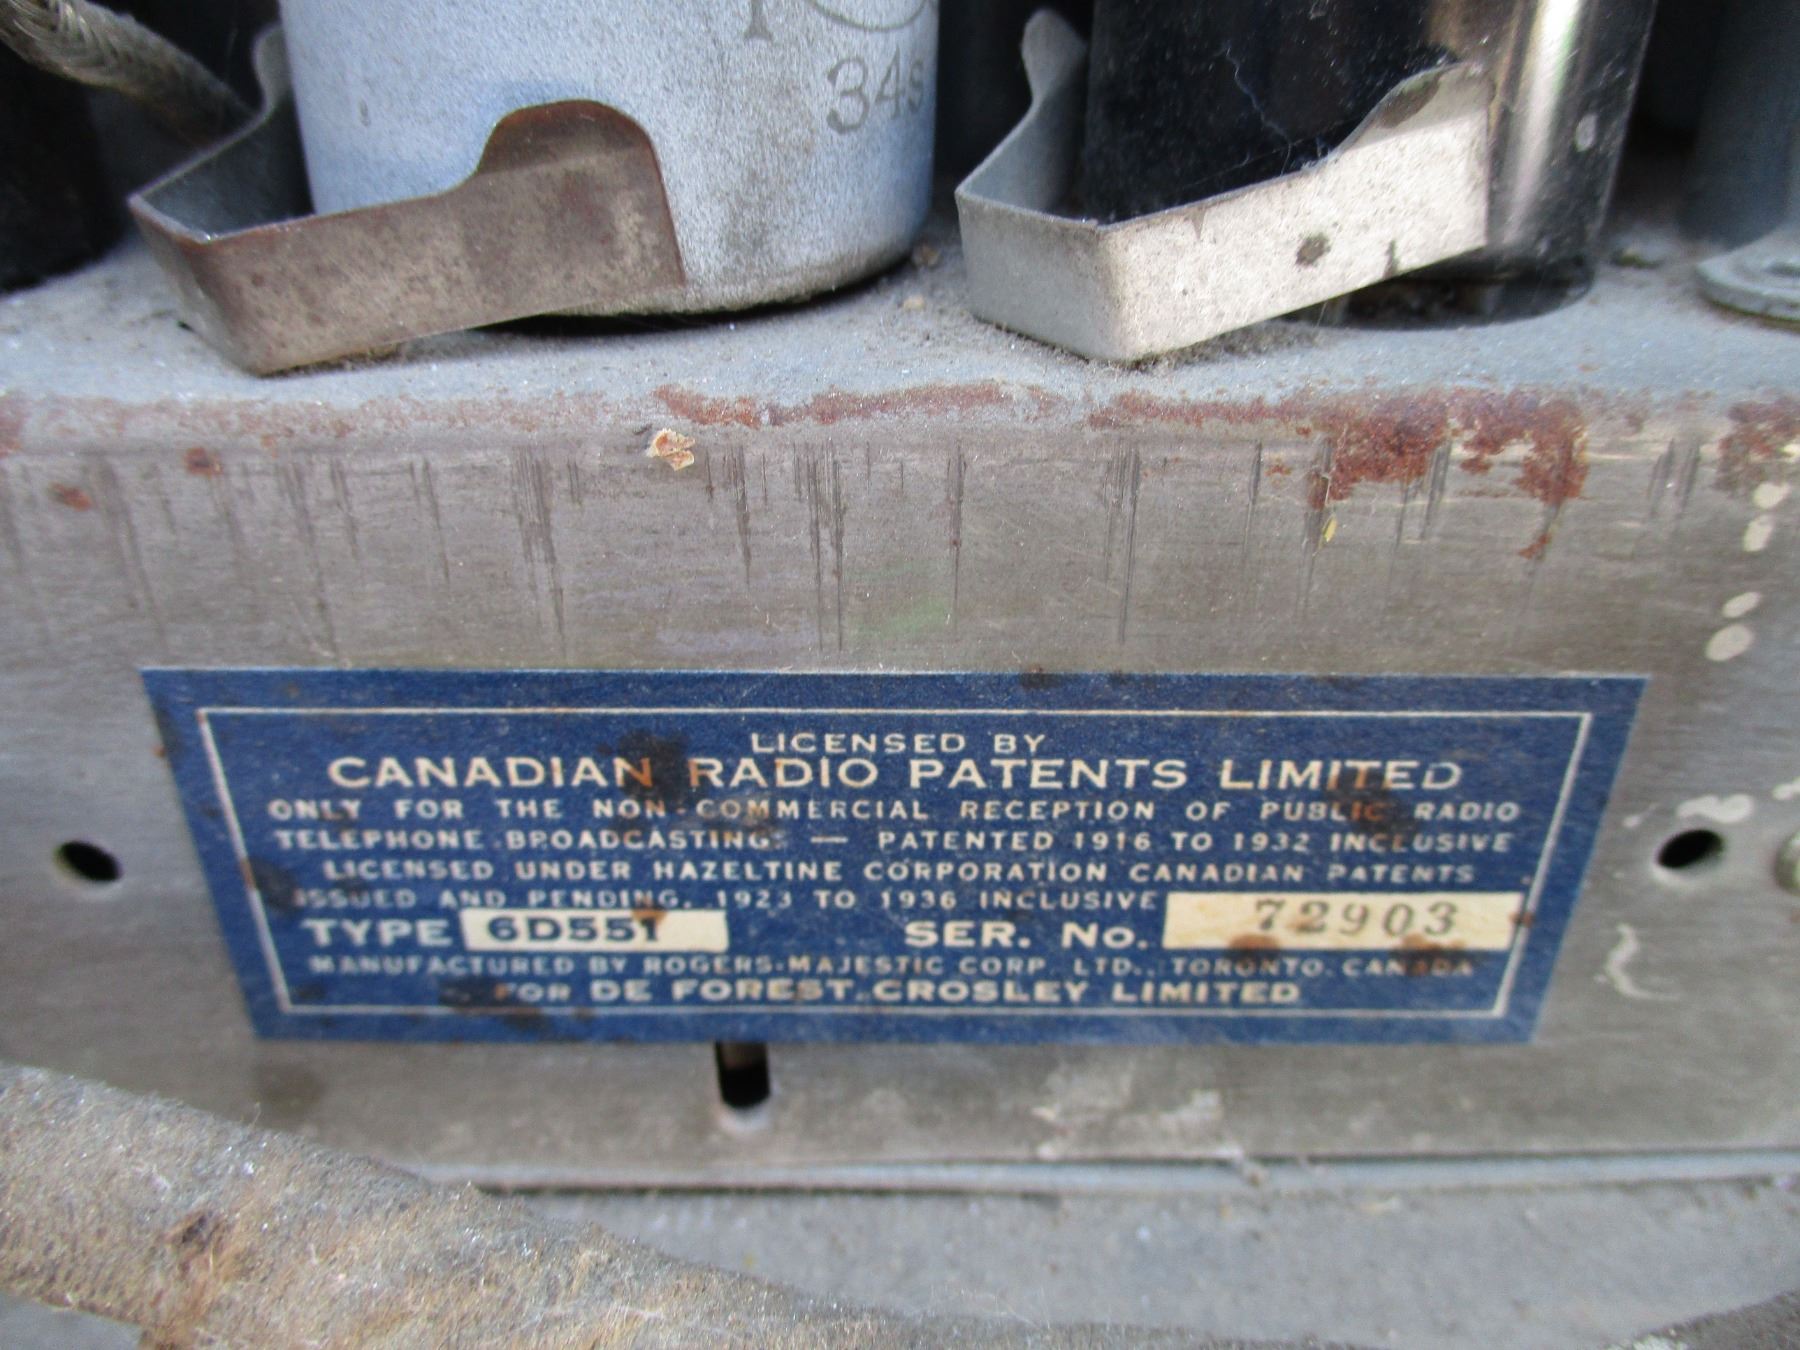 34s
LICENSED BY
CANADIAN RADIO PATENTS LIMITED
ONLY FOR THE NON-COMMERCIAL RECEPTION OF PUBLIC RADIO
TELEPHONE BROADCASTING — PATENTED 1916 TO 1932 INCLUSIVE
LICENSED UNDER HAZELTINE CORPORATION CANADIAN PATENTS
ISSUED AND PENDING, 1923 TO 1936 INCLUSIVE
TYPE 6D551 SER. No. 72903
MANUFACTURED BY ROGERS-MAJESTIC CORP. LTD., TORONTO, CANADA
FOR DE FOREST CROSLEY LIMITED